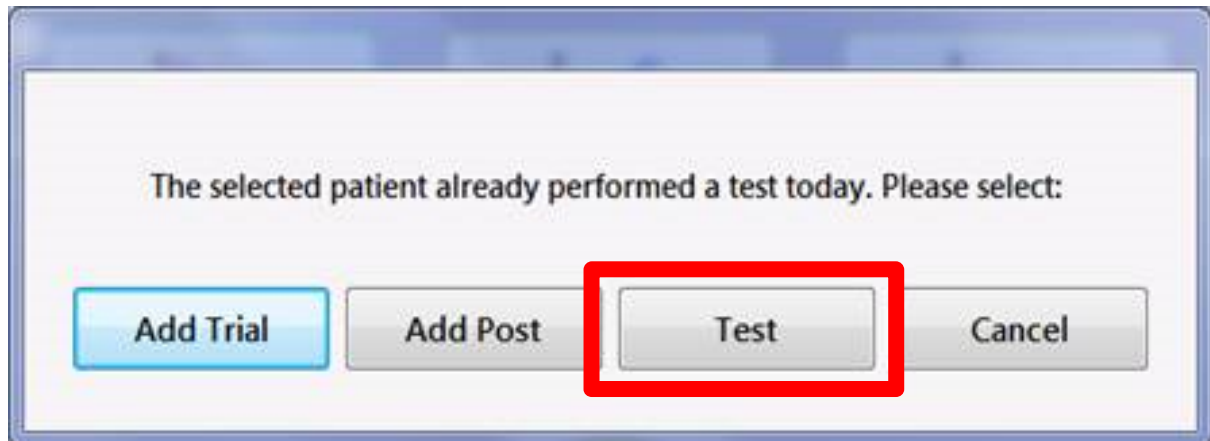 The selected patient already performed a test today. Please select:
Add Trial Add Post Test Cancel